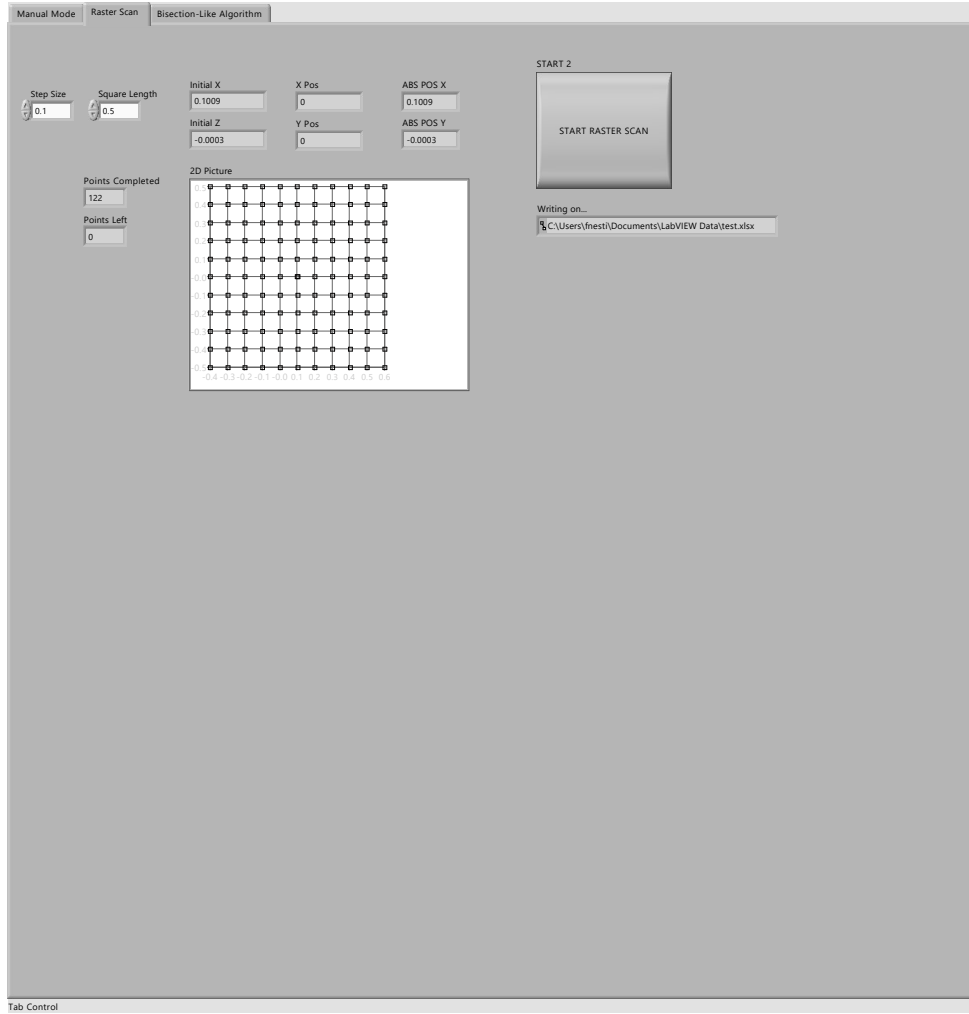 Manual Mode Raster Scan Bisection-Like Algorithm
START 2
Step Size Square Length Initial X X Pos ABS POS X
0.1 0.5 0.1009 0 0.1009
Initial Z Y Pos ABS POS Y
-0.0003 0 -0.0003
START RASTER SCAN
2D Picture
Points Completed
122
Points Left
0
Writing on...
C:\Users\fnesti\Documents\LabVIEW Data\test.xlsx
0.5
0.4
0.3
0.2
0.1
-0.0
-0.1
-0.2
-0.3
-0.4
-0.5
-0.4 -0.3 -0.2 -0.1 -0.0 0.1 0.2 0.3 0.4 0.5 0.6
Tab Control